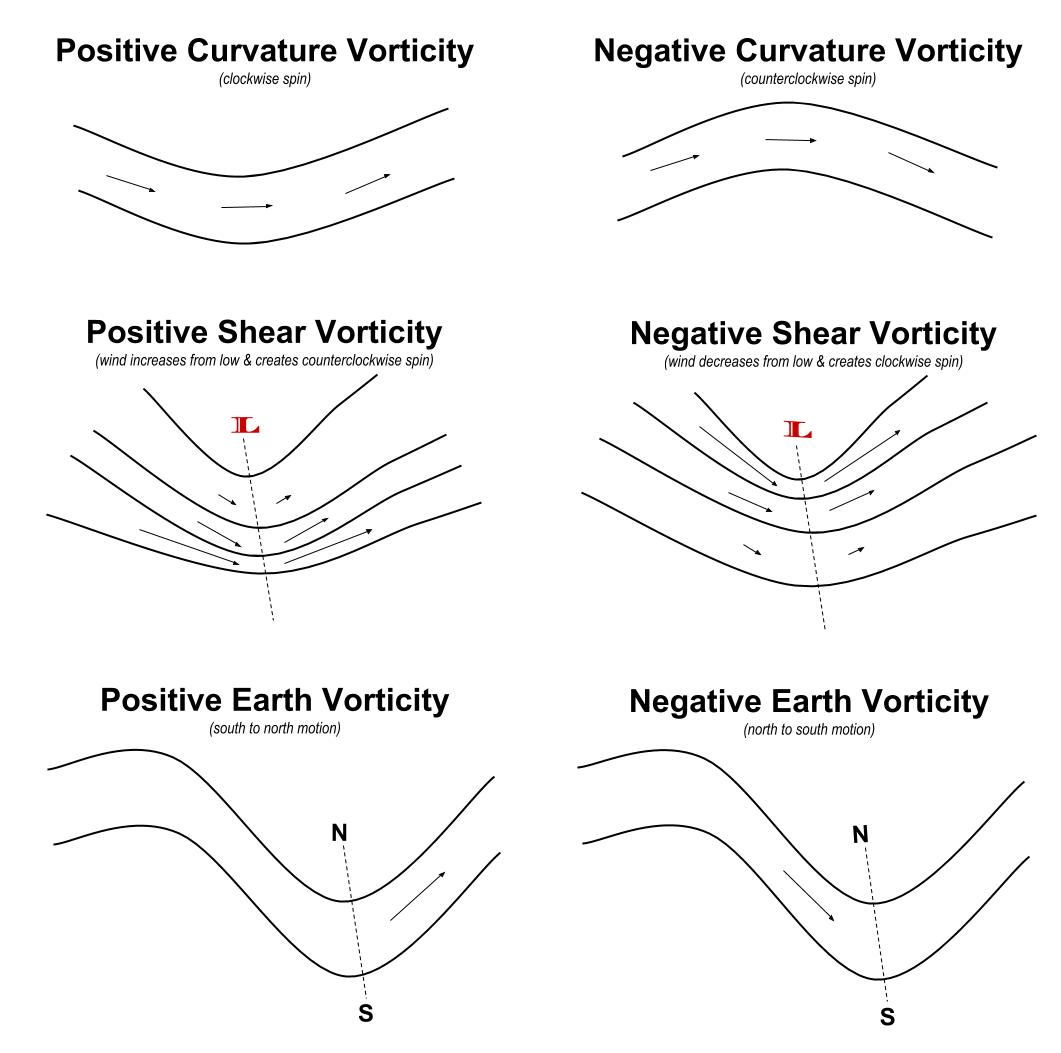 Positive Curvature Vorticity
(clockwise spin)
Negative Curvature Vorticity
(counterclockwise spin)
Positive Shear Vorticity
(wind increases from low & creates counterclockwise spin)
L
Negative Shear Vorticity
(wind decreases from low & creates clockwise spin)
L
Positive Earth Vorticity
(south to north motion)
N
S
Negative Earth Vorticity
(north to south motion)
N
S